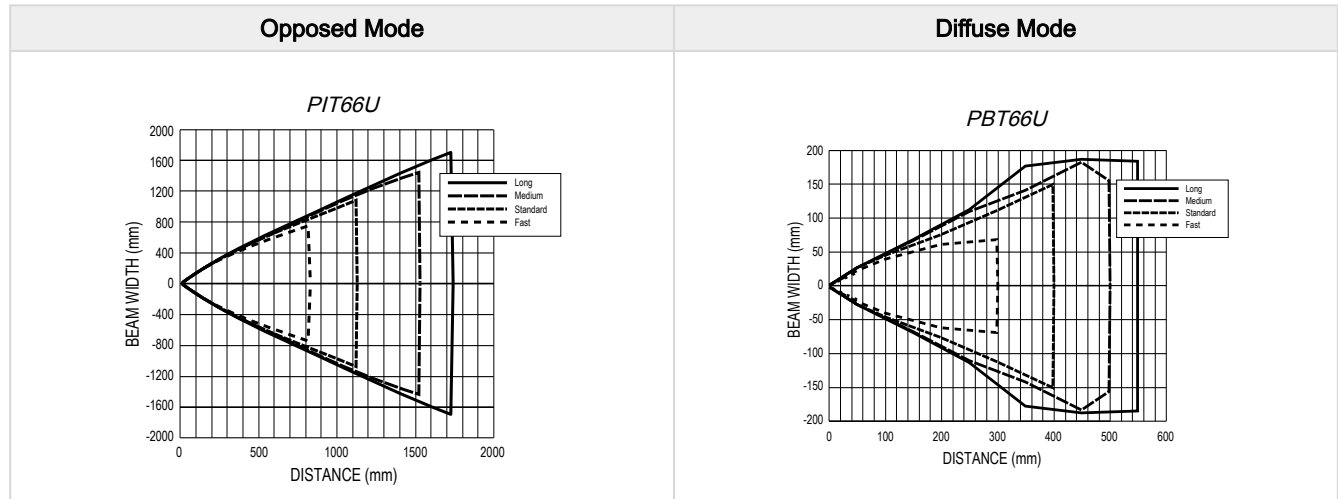 Opposed Mode
Diffuse Mode
PIT66U
2000
1600
1200
800
400
0
-400
-800
-1200
-1600
-2000
0 500 1000 1500 2000
BEAM WIDTH (mm)
DISTANCE (mm)
Long
Medium
Standard
Fast
PBT66U
200
150
100
50
0
-50
-100
-150
-200
0 100 200 300 400 500 600
BEAM WIDTH (mm)
DISTANCE (mm)
Long
Medium
Standard
Fast